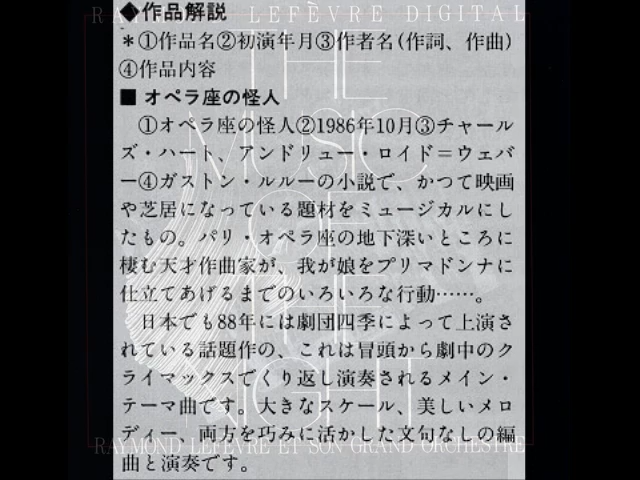 RAYMOND LEFÈVRE DIGITAL
◆作品解説
＊①作品名②初演年月③作者名(作詞、作曲)
④作品内容
■ オペラ座の怪人
①オペラ座の怪人②1986年10月③チャール
ズ・ハート、アンドリュー・ロイド＝ウェバ
ー④ガストン・ルルーの小説で、かつて映画
や芝居になっている題材をミュージカルにし
たもの。パリ・オペラ座の地下深いところに
棲む天才作曲家が、我が娘をプリマドンナに
仕立てあげるまでのいろいろな行動……。
日本でも88年には劇団四季によって上演さ
れている話題作の、これは冒頭から劇中のク
ライマックスでくり返し演奏されるメイン・
テーマ曲です。大きなスケール、美しいメロ
ディー、両方を巧みに活かした文句なしの編
曲と演奏です。
THE
MUSIC
OF
THE
NIGHT
RAYMOND LEFÈVRE ET SON GRAND ORCHESTRE